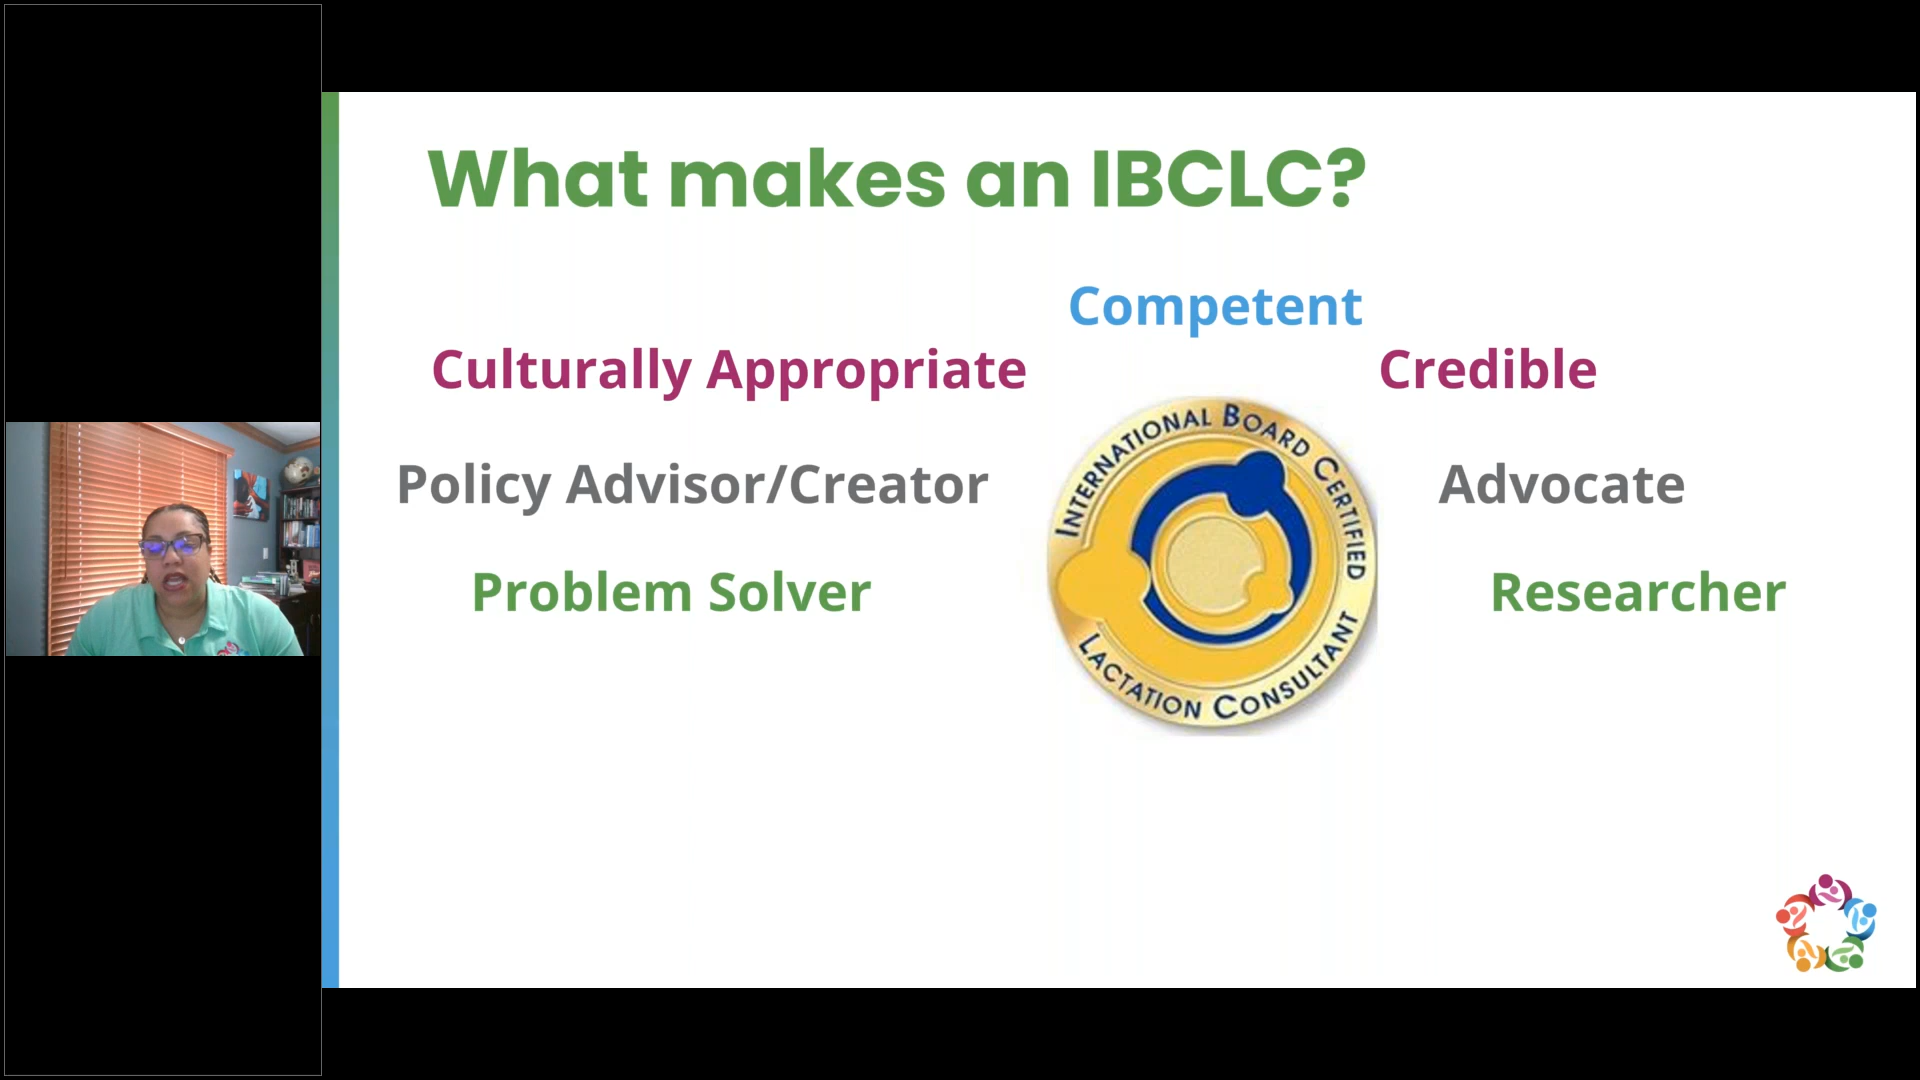 What makes an IBCLC?
Competent
Culturally Appropriate
Credible
Policy Advisor/Creator
Advocate
Problem Solver
Researcher
INTERNATIONAL BOARD CERTIFIED
LACTATION CONSULTANT